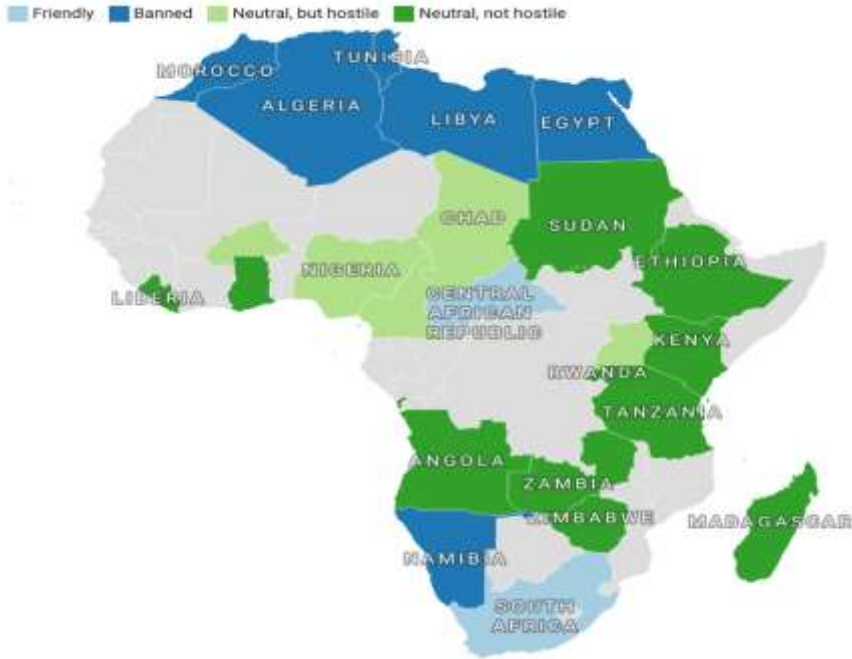 Friendly Banned Neutral, but hostile Neutral, not hostile
TUNISIA
MOROCCO
ALGERIA
LIBYA
EGYPT
CHAD
SUDAN
NIGERIA
ETHIOPIA
LIBERIA
CENTRAL
AFRICAN
REPUBLIC
KENYA
RWANDA
TANZANIA
ANGOLA
ZAMBIA
ZIMBABWE
MADAGASCAR
NAMIBIA
SOUTH
AFRICA